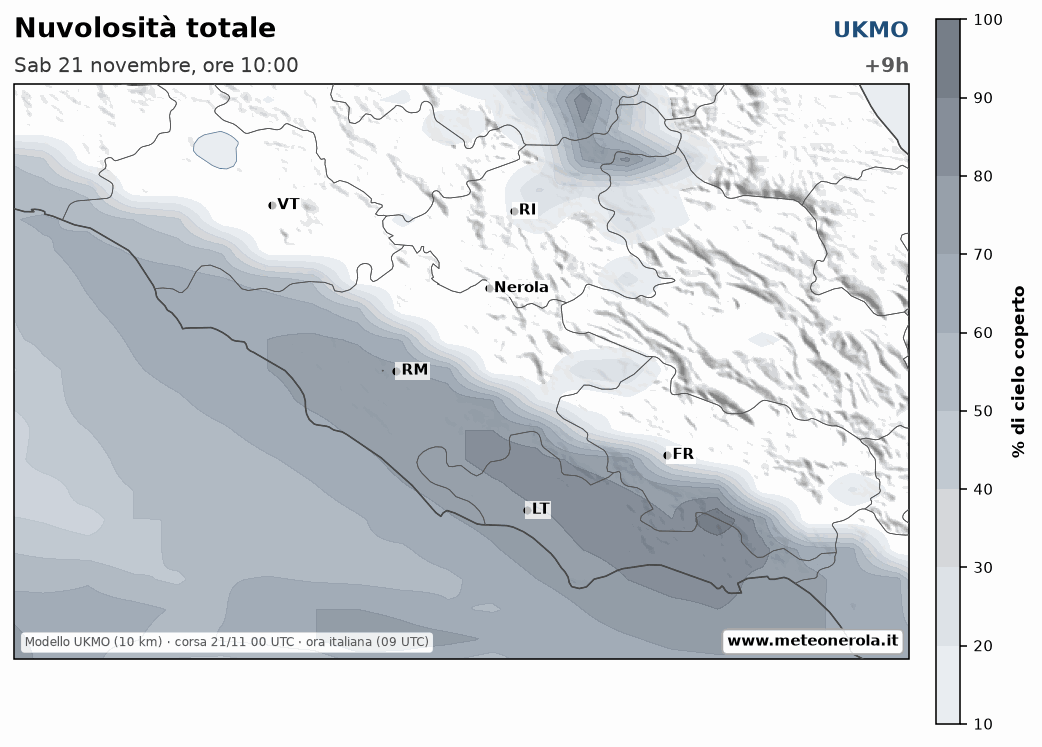 Nuvolosità totale
UKMO
Sab 21 novembre, ore 10:00
+9h
VT
RI
Nerola
RM
FR
LT
Modello UKMO (10 km) · corsa 21/11 00 UTC · ora italiana (09 UTC)
www.meteonerola.it
100
90
80
70
60
50
40
30
20
10
% di cielo coperto